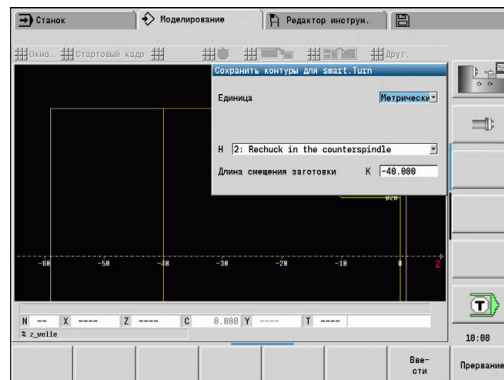 Станок
Моделирование
Редактор инструм.
Окно...
Стартовый кадр
Друг.
Сохранить контуры для smart.Turn
Единица
Метрически
H
2: Rechuck in the counterspindle
Длина смещения заготовки
K
-40.000
Ø20
-60
-50
-40
-30
-20
-10
0
Z
N -- X ---- Z ---- C 0.000 Y ---- T ----
% z_welle
10:00
Вве-
сти
Прервание